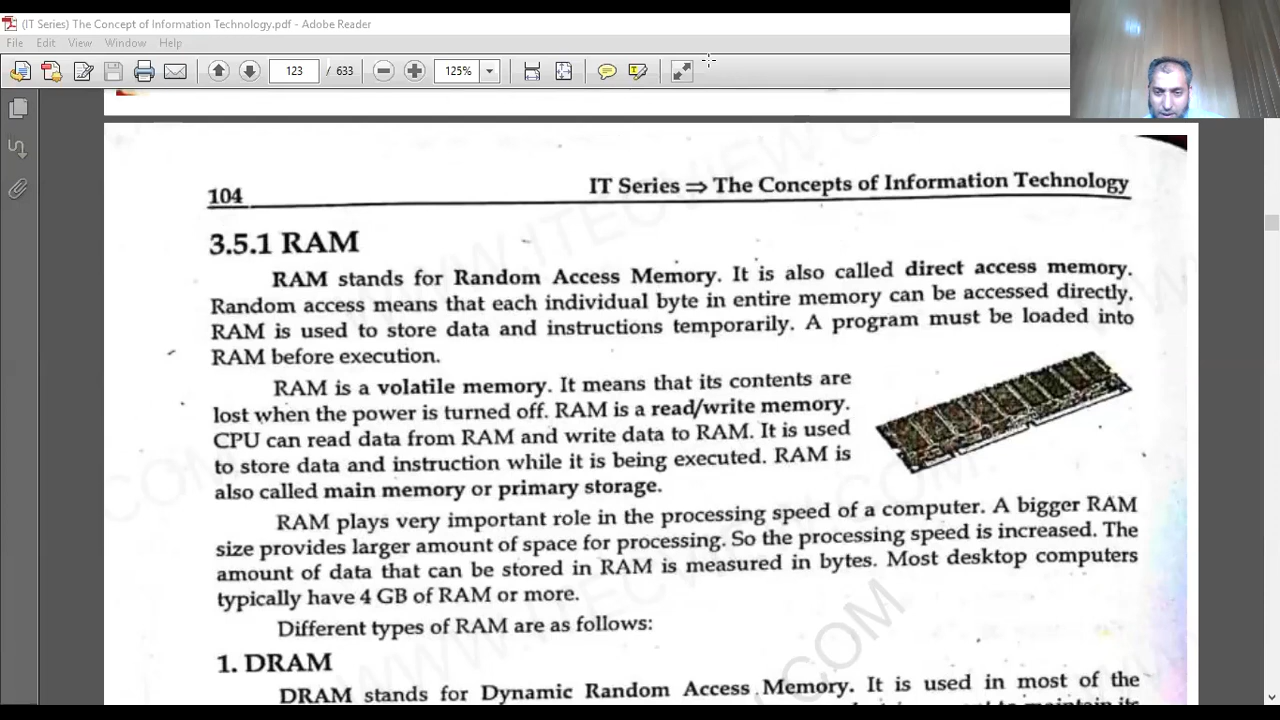 (IT Series) The Concept of Information Technology.pdf - Adobe Reader
File Edit View Window Help
123 / 633 125%
104 IT Series ⇒ The Concepts of Information Technology
3.5.1 RAM
RAM stands for Random Access Memory. It is also called direct access memory.
Random access means that each individual byte in entire memory can be accessed directly.
RAM is used to store data and instructions temporarily. A program must be loaded into
RAM before execution.
RAM is a volatile memory. It means that its contents are
lost when the power is turned off. RAM is a read/write memory.
CPU can read data from RAM and write data to RAM. It is used
to store data and instruction while it is being executed. RAM is
also called main memory or primary storage.
RAM plays very important role in the processing speed of a computer. A bigger RAM
size provides larger amount of space for processing. So the processing speed is increased. The
amount of data that can be stored in RAM is measured in bytes. Most desktop computers
typically have 4 GB of RAM or more.
Different types of RAM are as follows:
1. DRAM
DRAM stands for Dynamic Random Access Memory. It is used in most of the